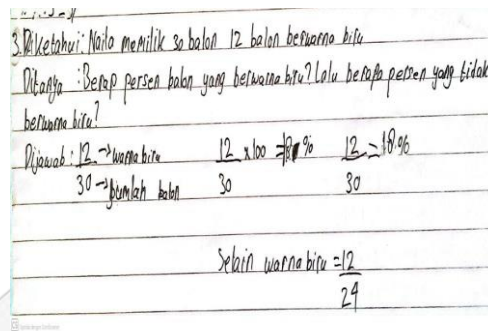 3. Diketahui: Naila memilik 30 balon 12 balon berwarna biru
Ditanya : Berap persen balon yang berwarna biru? Lalu berapa persen yang tidak
berwarna biru?
Dijawab : 12 → warna biru 12 x 100 = 18 % 12 = 18.%
30 → jumlah balon 30 30
Selain warna biru = 12
24